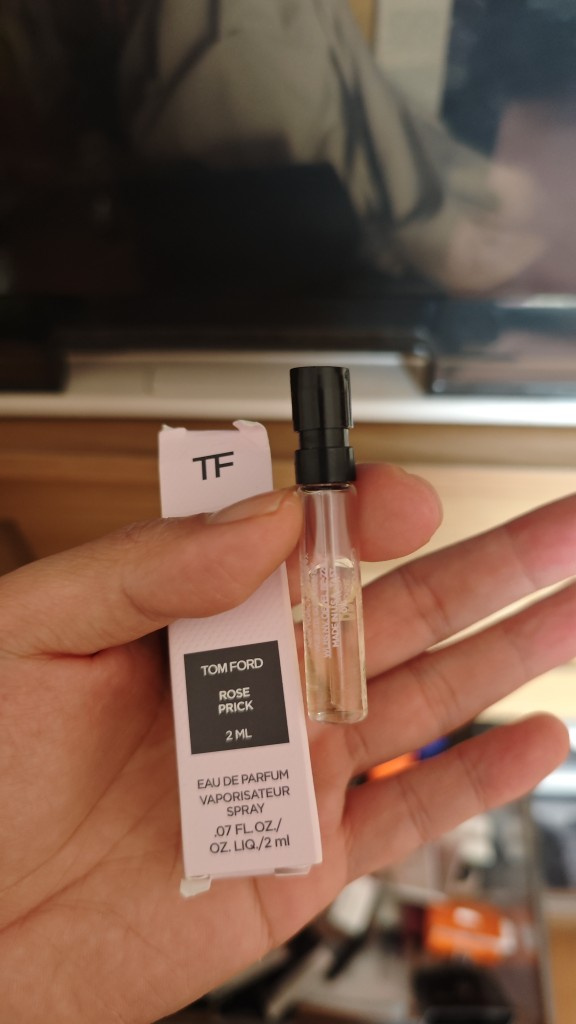 TF
TOM FORD
ROSE
PRICK
2 ML
EAU DE PARFUM
VAPORISATEUR
SPRAY
.07 FL.OZ./
OZ. LIQ./2 ml